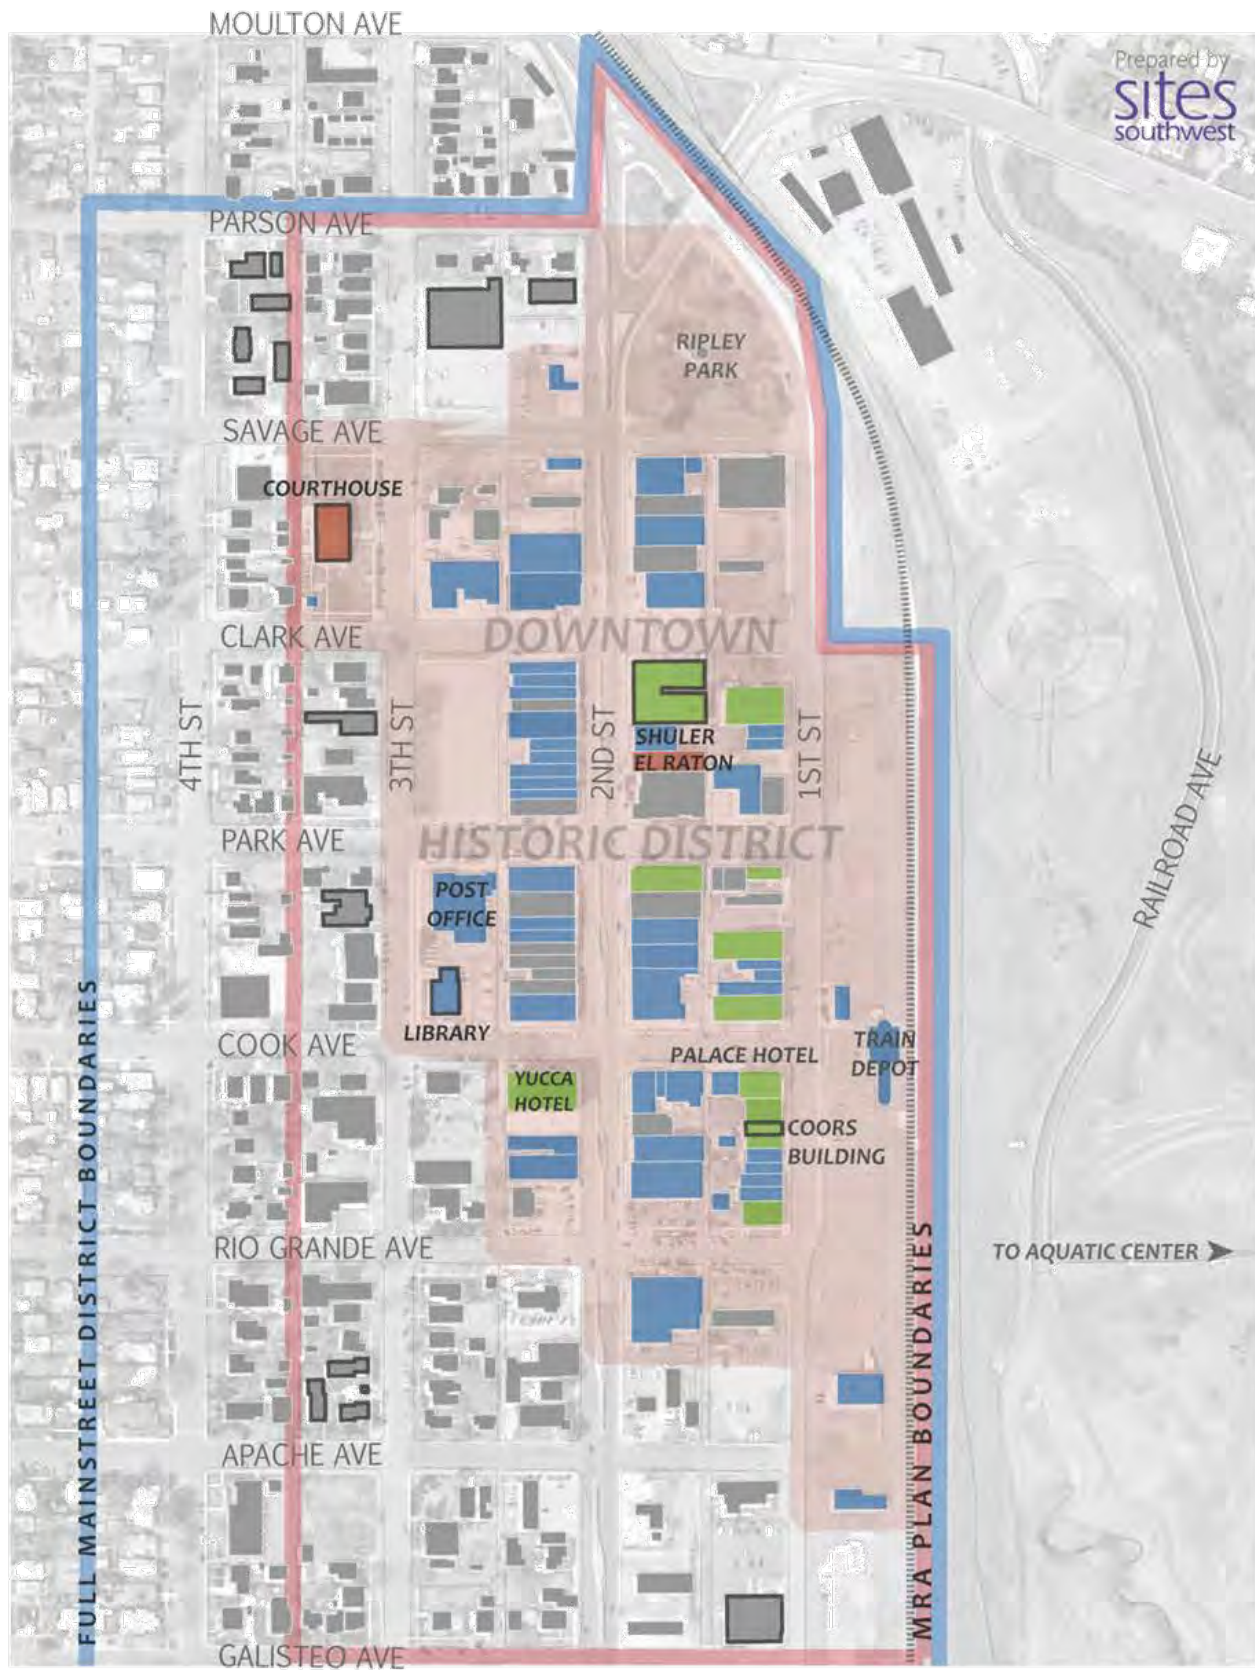 MOULTON AVE
Prepared by
sites
southwest
PARSON AVE
RIPLEY
PARK
SAVAGE AVE
COURTHOUSE
CLARK AVE
DOWNTOWN
4TH ST
3TH ST
2ND ST
1ST ST
SHULER
EL RATON
RAILROAD AVE
PARK AVE
HISTORIC DISTRICT
POST
OFFICE
LIBRARY
COOK AVE
PALACE HOTEL
TRAIN
DEPOT
YUCCA
HOTEL
COORS
BUILDING
RIO GRANDE AVE
TO AQUATIC CENTER
FULL MAINSTREET DISTRICT BOUNDARIES
MRA PLAN BOUNDARIES
APACHE AVE
GALISTEO AVE